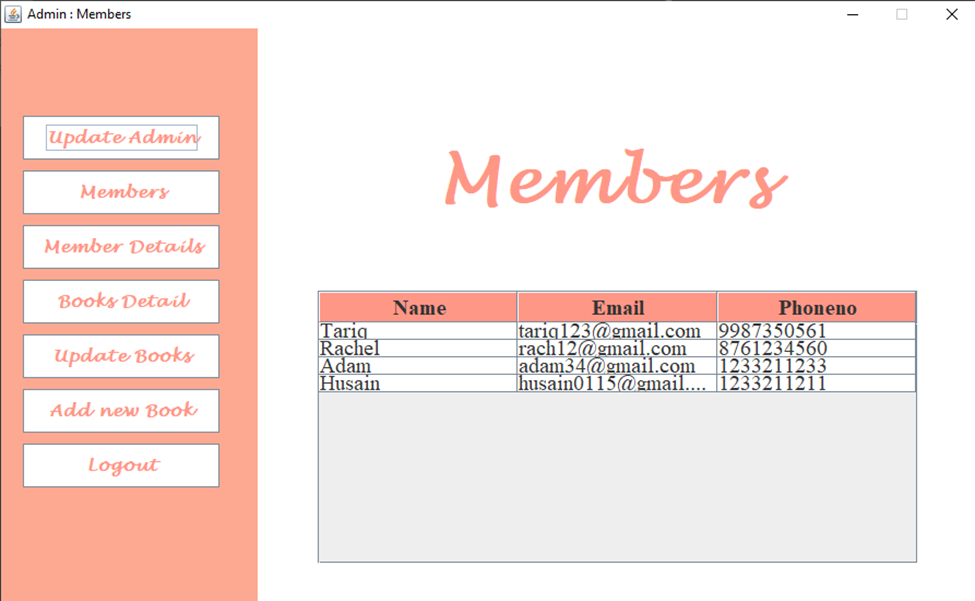 Admin : Members
Update Admin
Members
Member Details
Books Detail
Update Books
Add new Book
Logout
Members
Name Email Phoneno
Tariq tariq123@gmail.com 9987350561
Rachel rach12@gmail.com 8761234560
Adam adam34@gmail.com 1233211233
Husain husain0115@gmail.... 1233211211